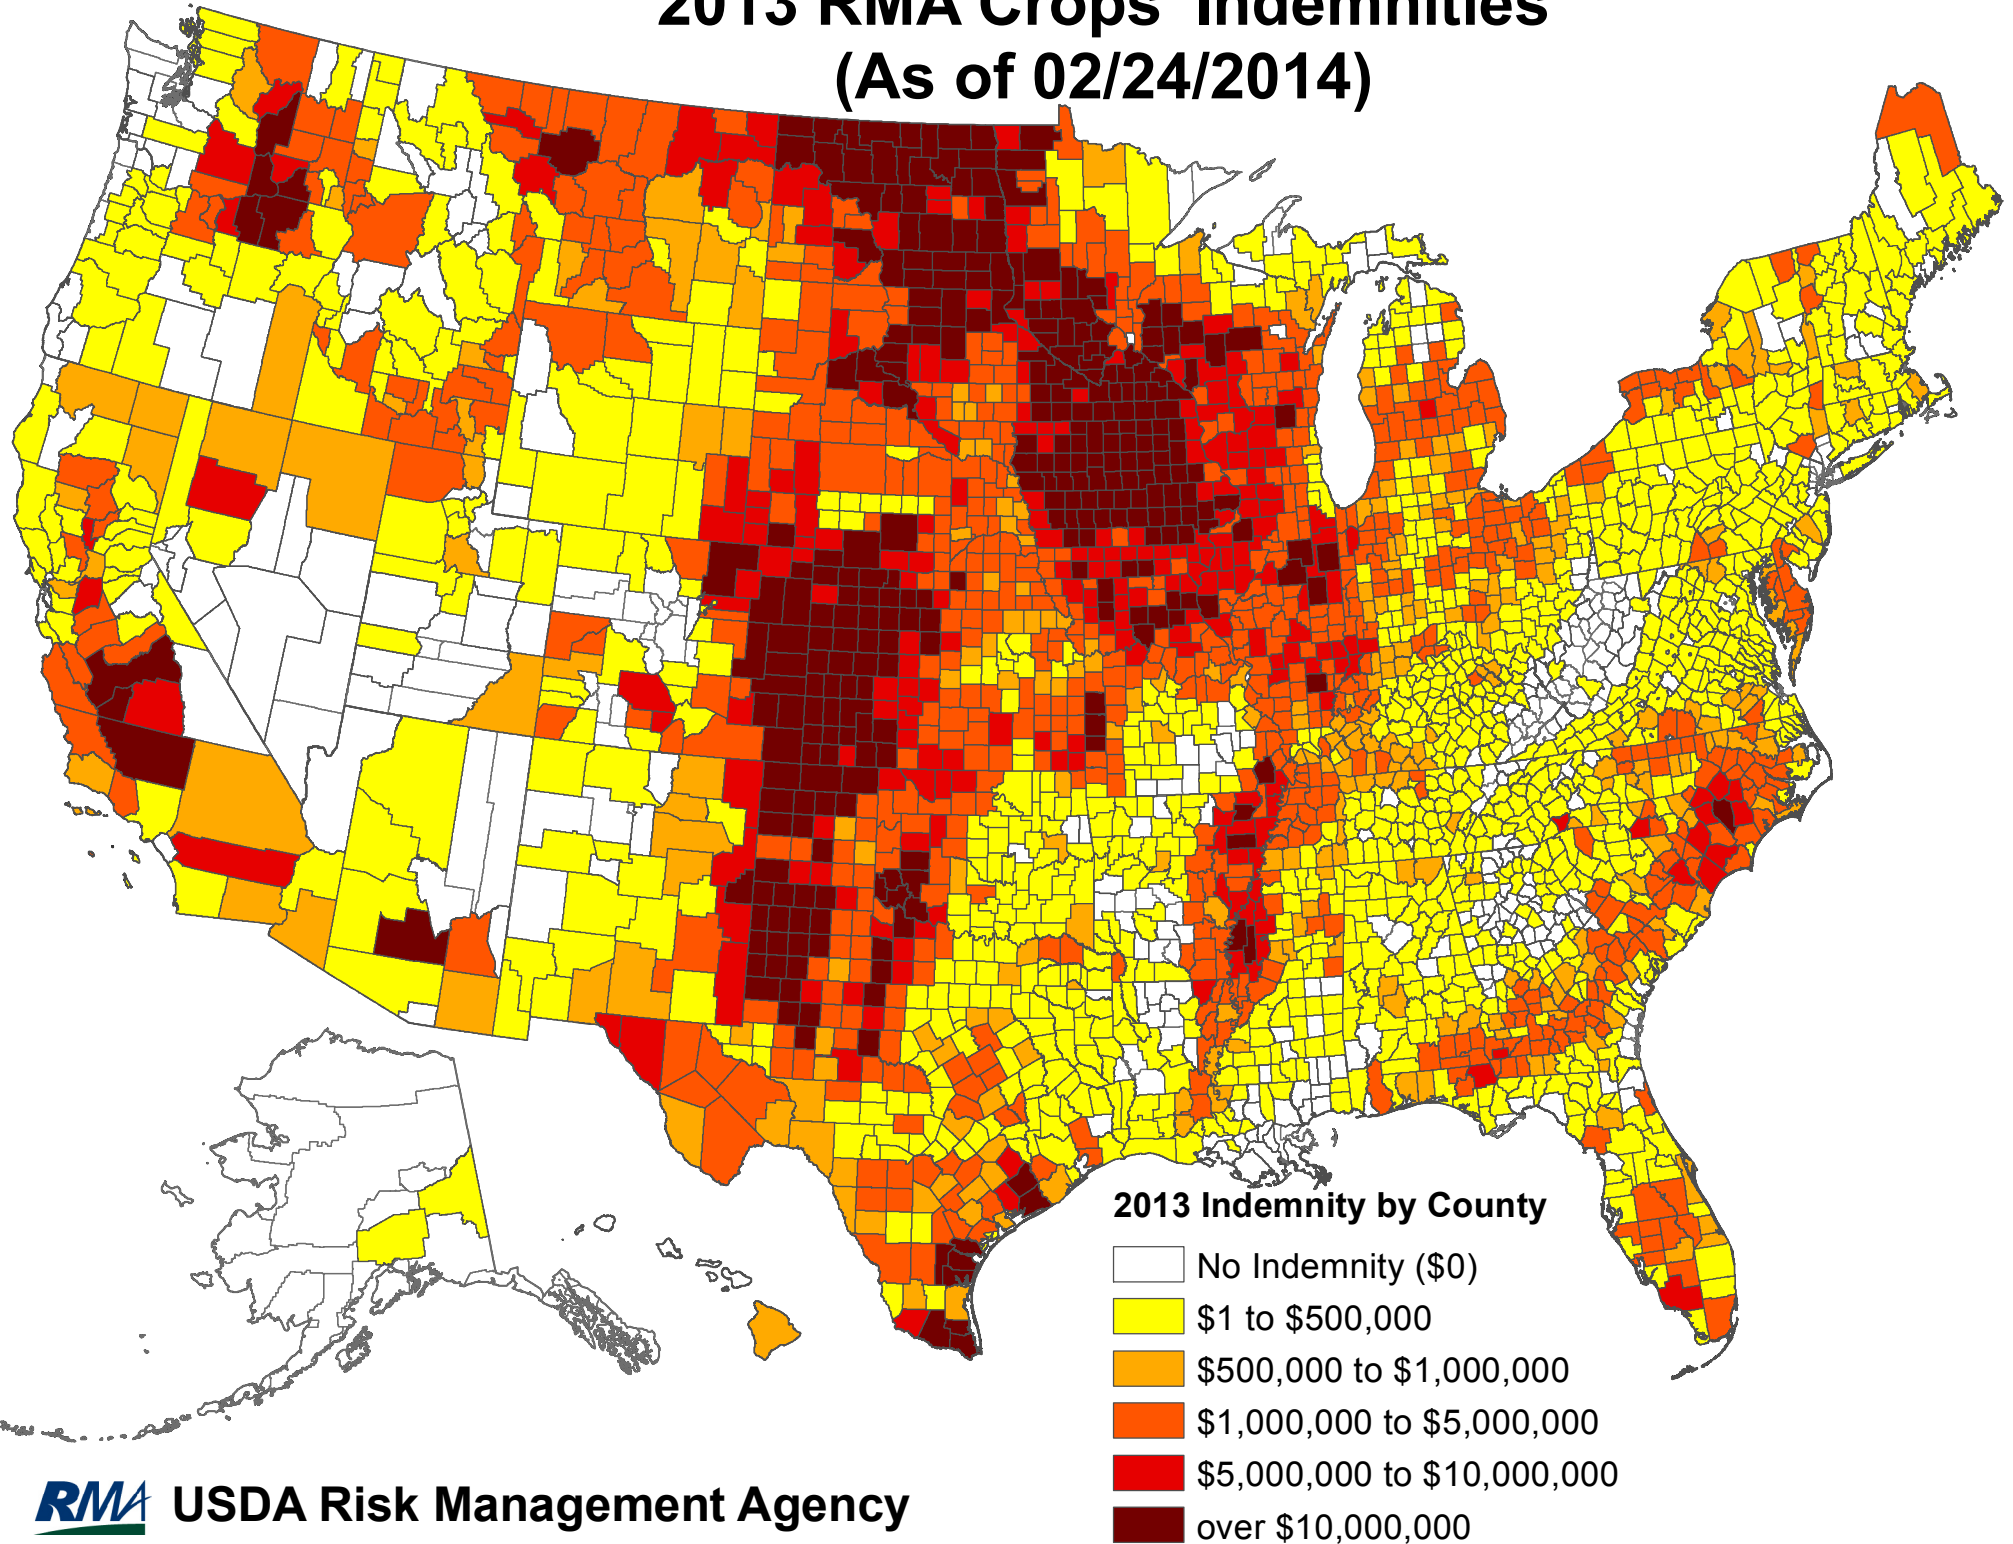 2013 RMA Crops' Indemnities
(As of 02/24/2014)
2013 Indemnity by County
No Indemnity ($0)
$1 to $500,000
$500,000 to $1,000,000
$1,000,000 to $5,000,000
$5,000,000 to $10,000,000
over $10,000,000
RMA USDA Risk Management Agency